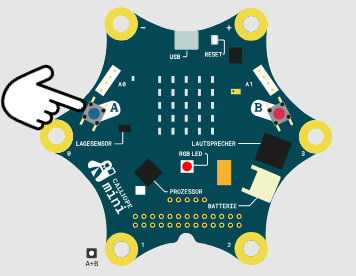 − +
USB RESET
A0 A1
A B
LAGESENSOR LAUTSPRECHER
0 3
RGB LED
PROZESSOR
CALLIOPE
mini
BATTERIE
1 2
A+B